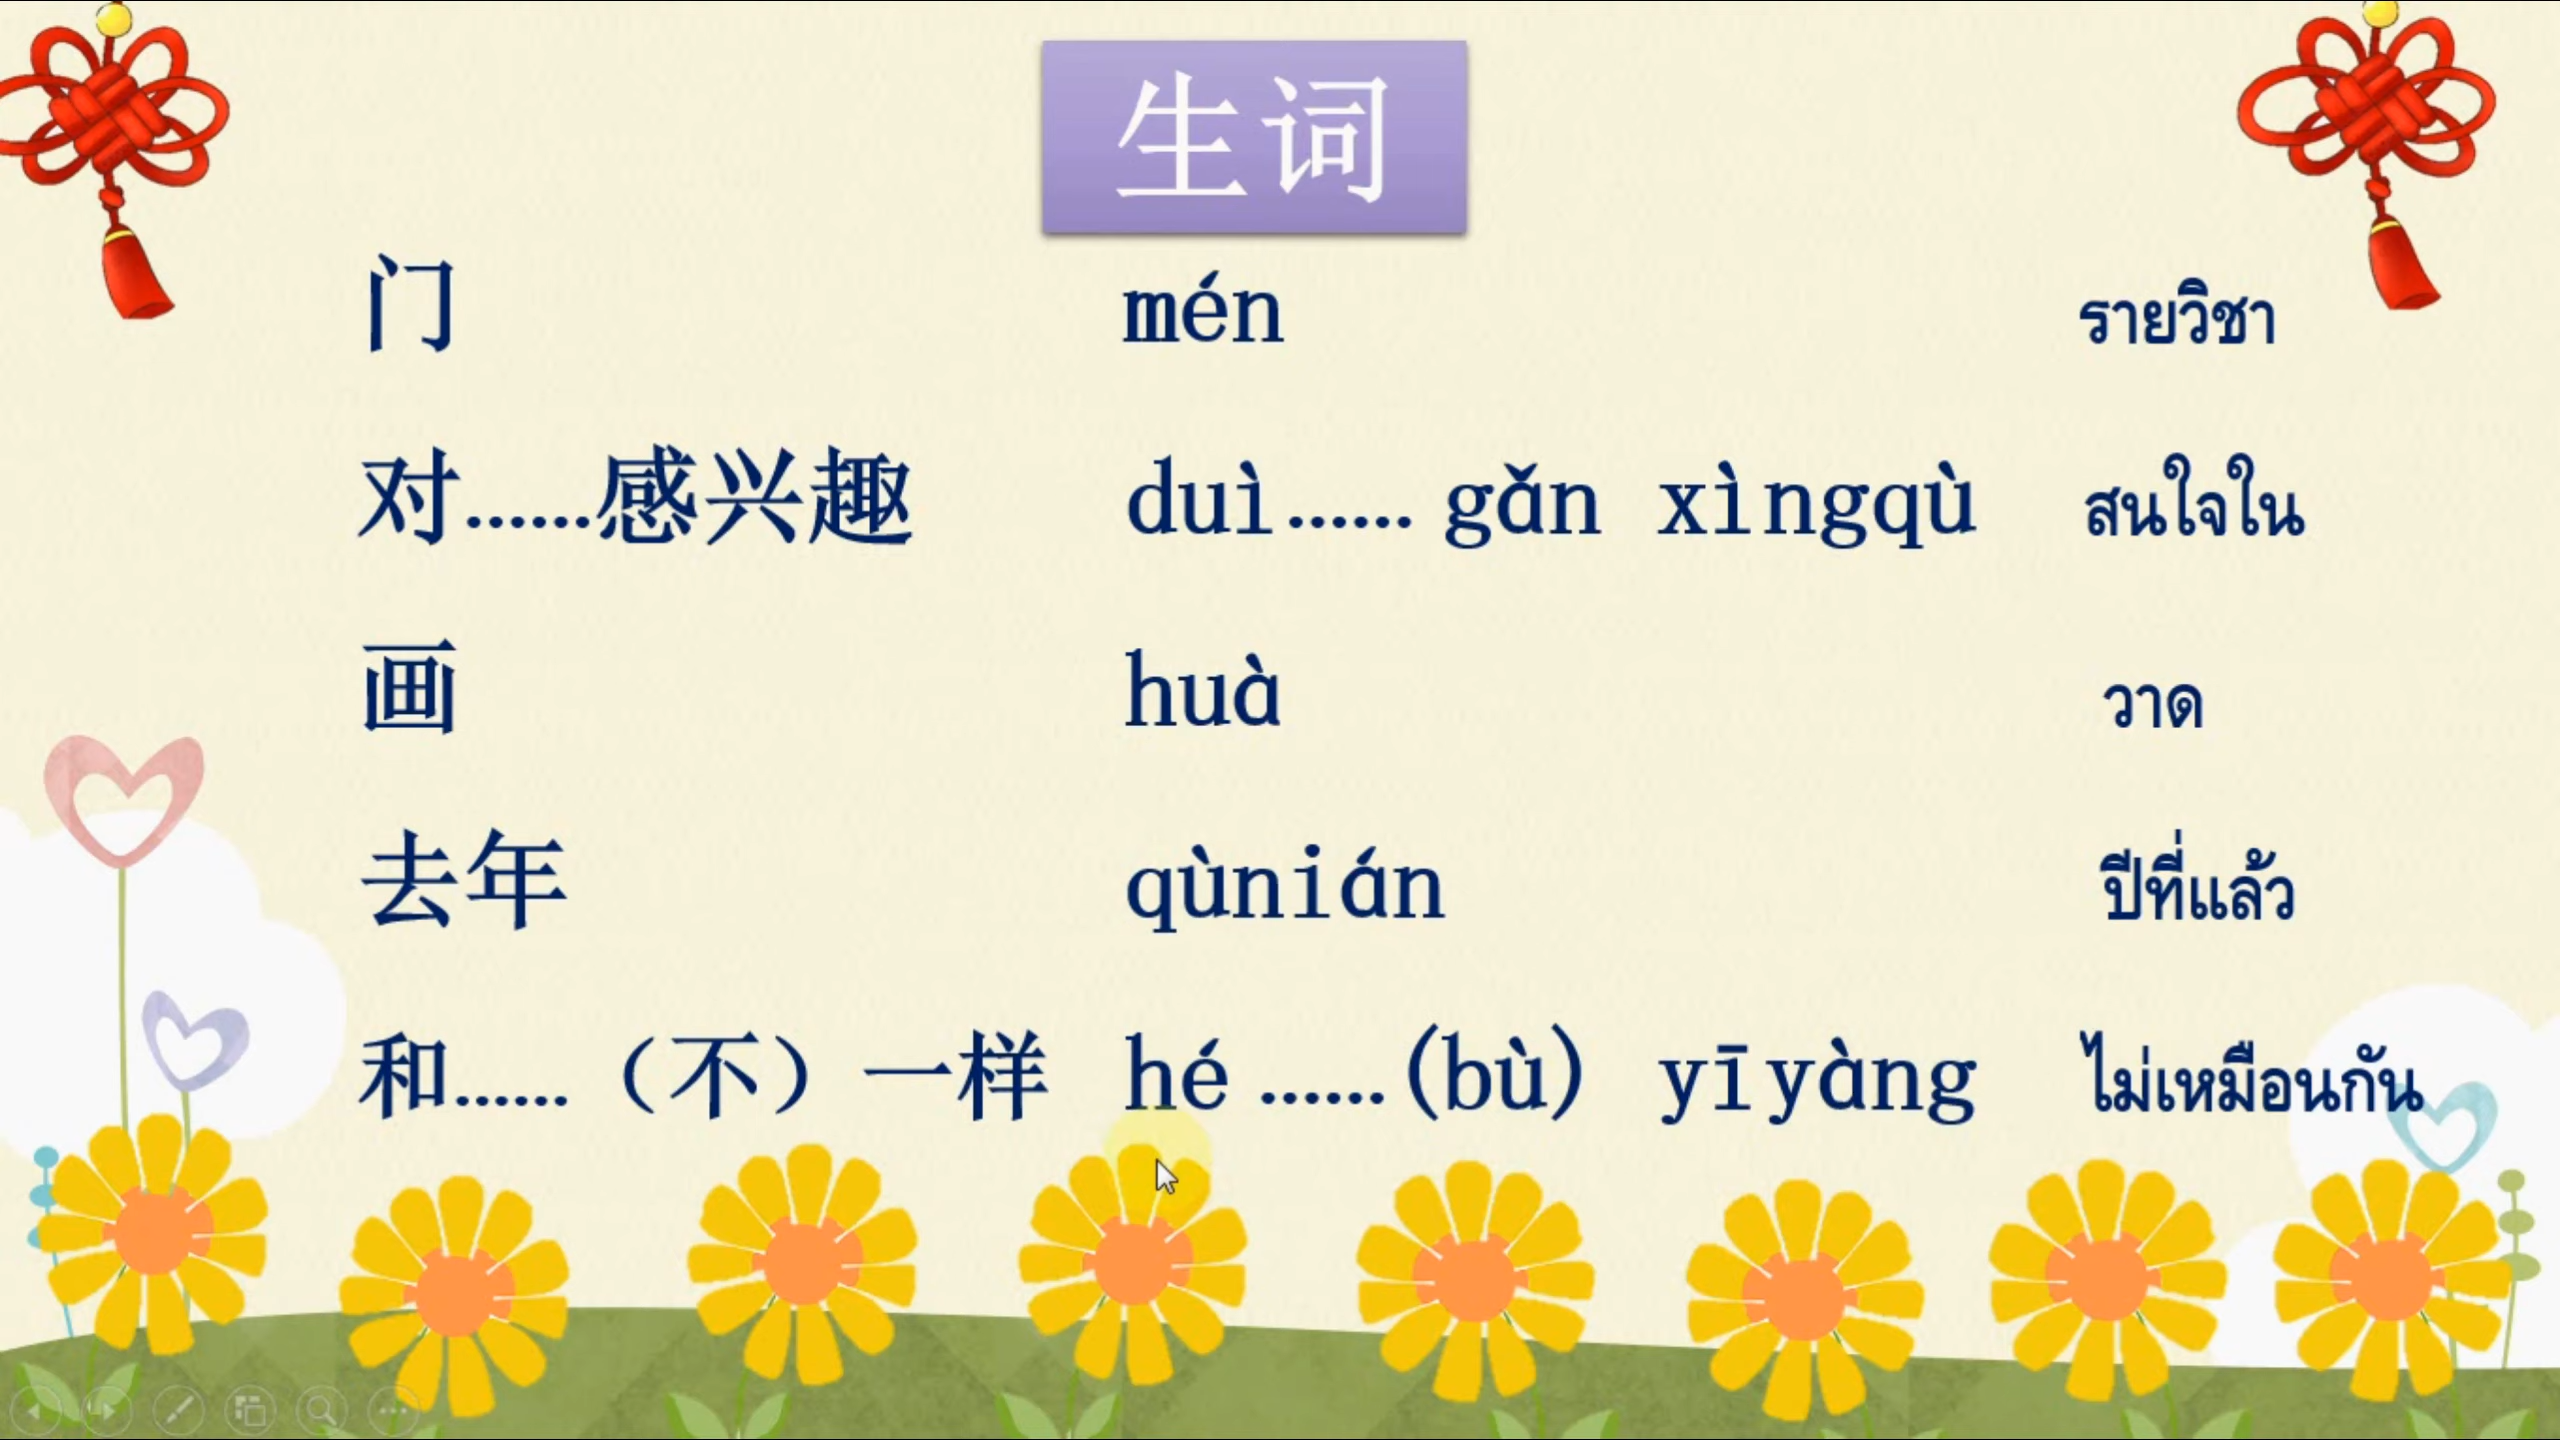 生词
门 mén รายวิชา
对……感兴趣 duì…… gǎn xìngqù สนใจใน
画 huà วาด
去年 qùnián ปีที่แล้ว
和……（不）一样 hé ……(bù) yīyàng ไม่เหมือนกัน